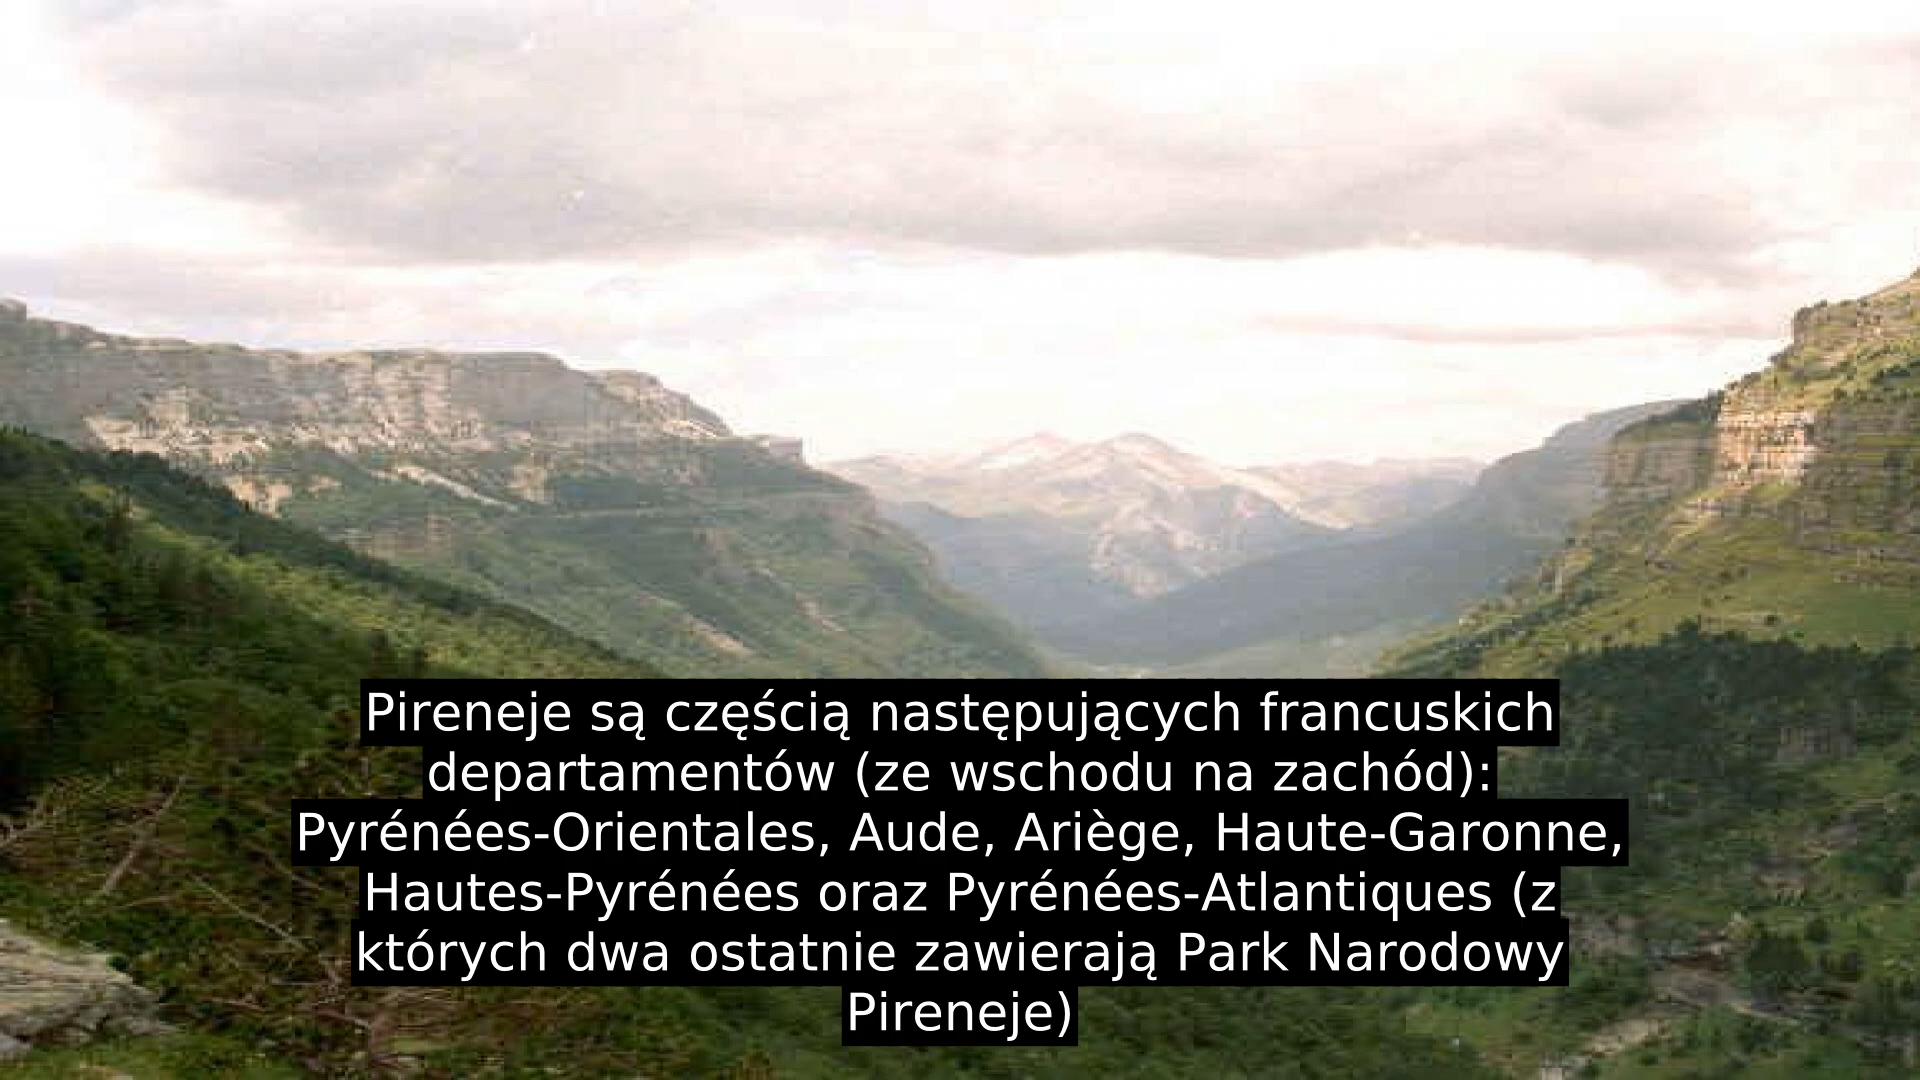 Pireneje są częścią następujących francuskich
departamentów (ze wschodu na zachód):
Pyrénées-Orientales, Aude, Ariège, Haute-Garonne,
Hautes-Pyrénées oraz Pyrénées-Atlantiques (z
których dwa ostatnie zawierają Park Narodowy
Pireneje)